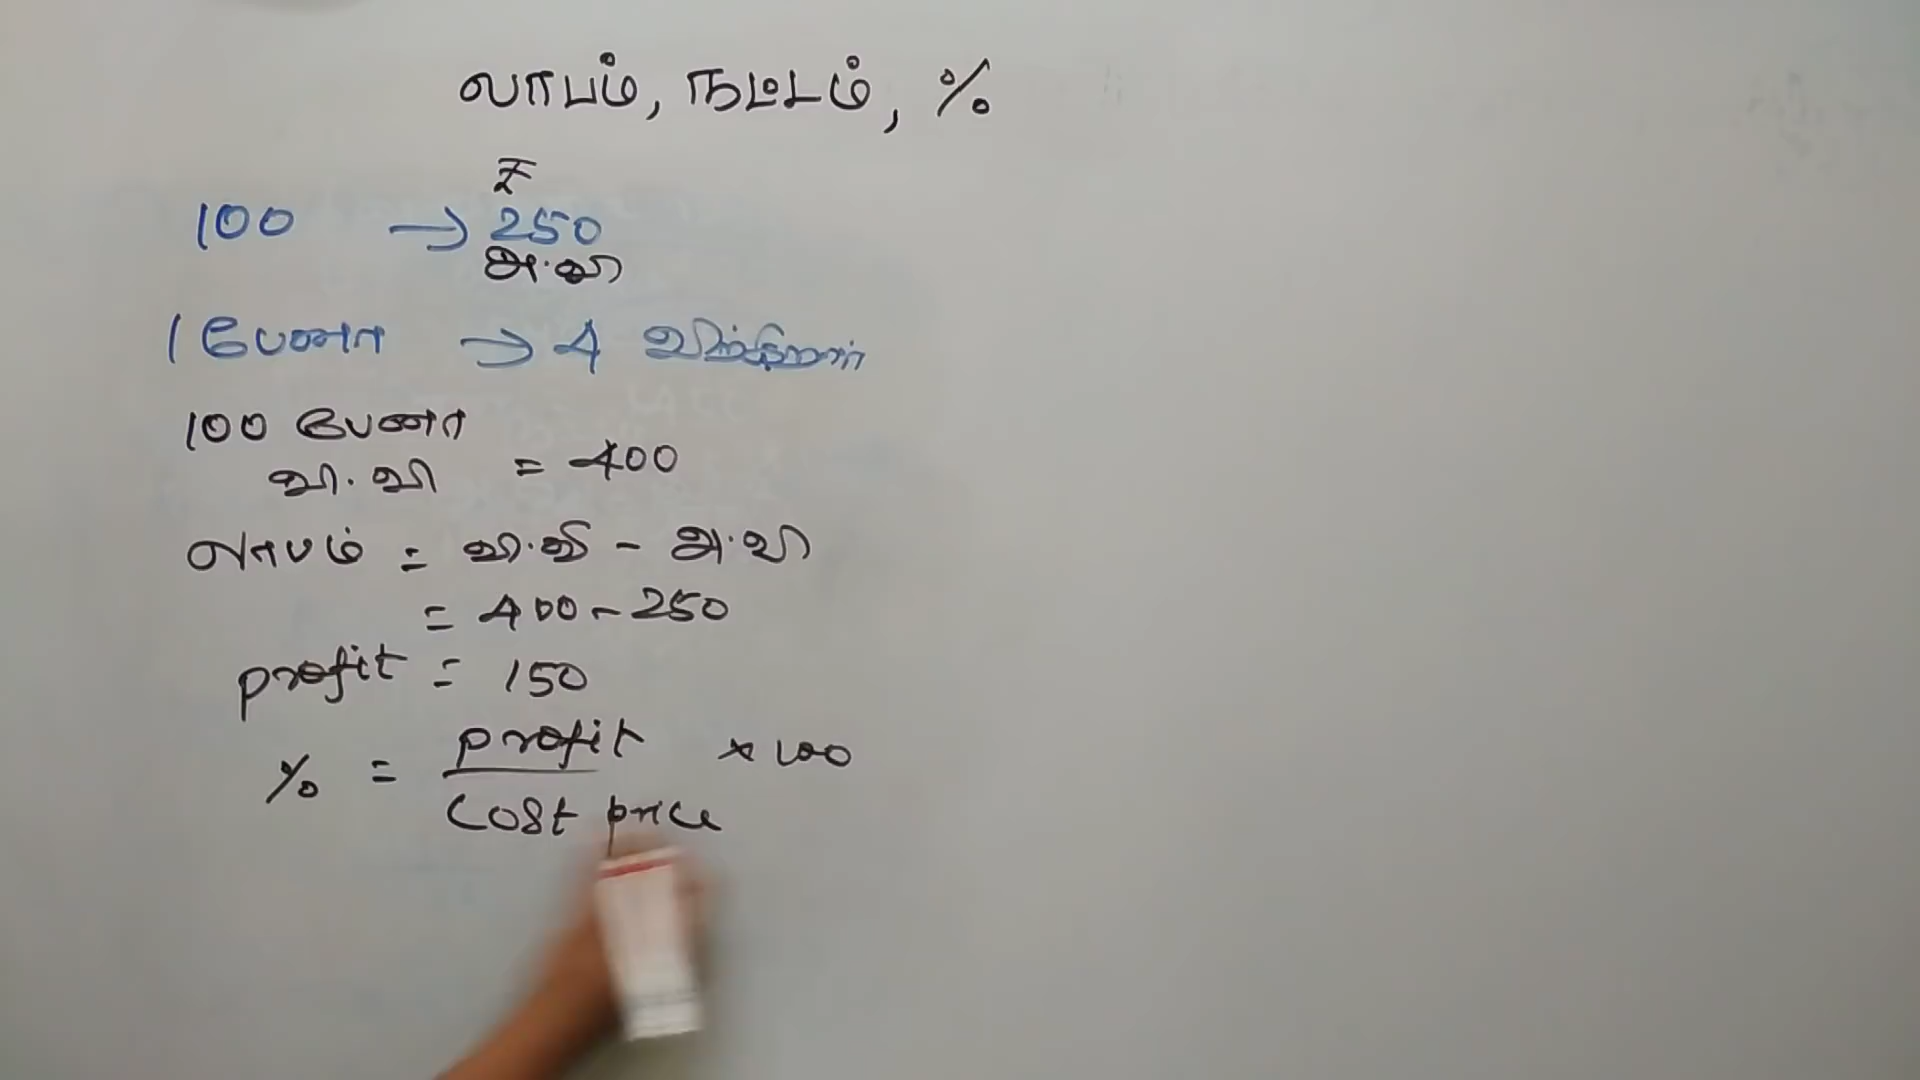 லாபம், நட்டம், %
₹
100 → 250
அ.வி
1 பேனா → 4 விற்கிறார்
100 பேனா
வி.வி = 400
லாபம் = வி.வி - அ.வி
= 400 - 250
profit = 150
% = profit × 100
cost price